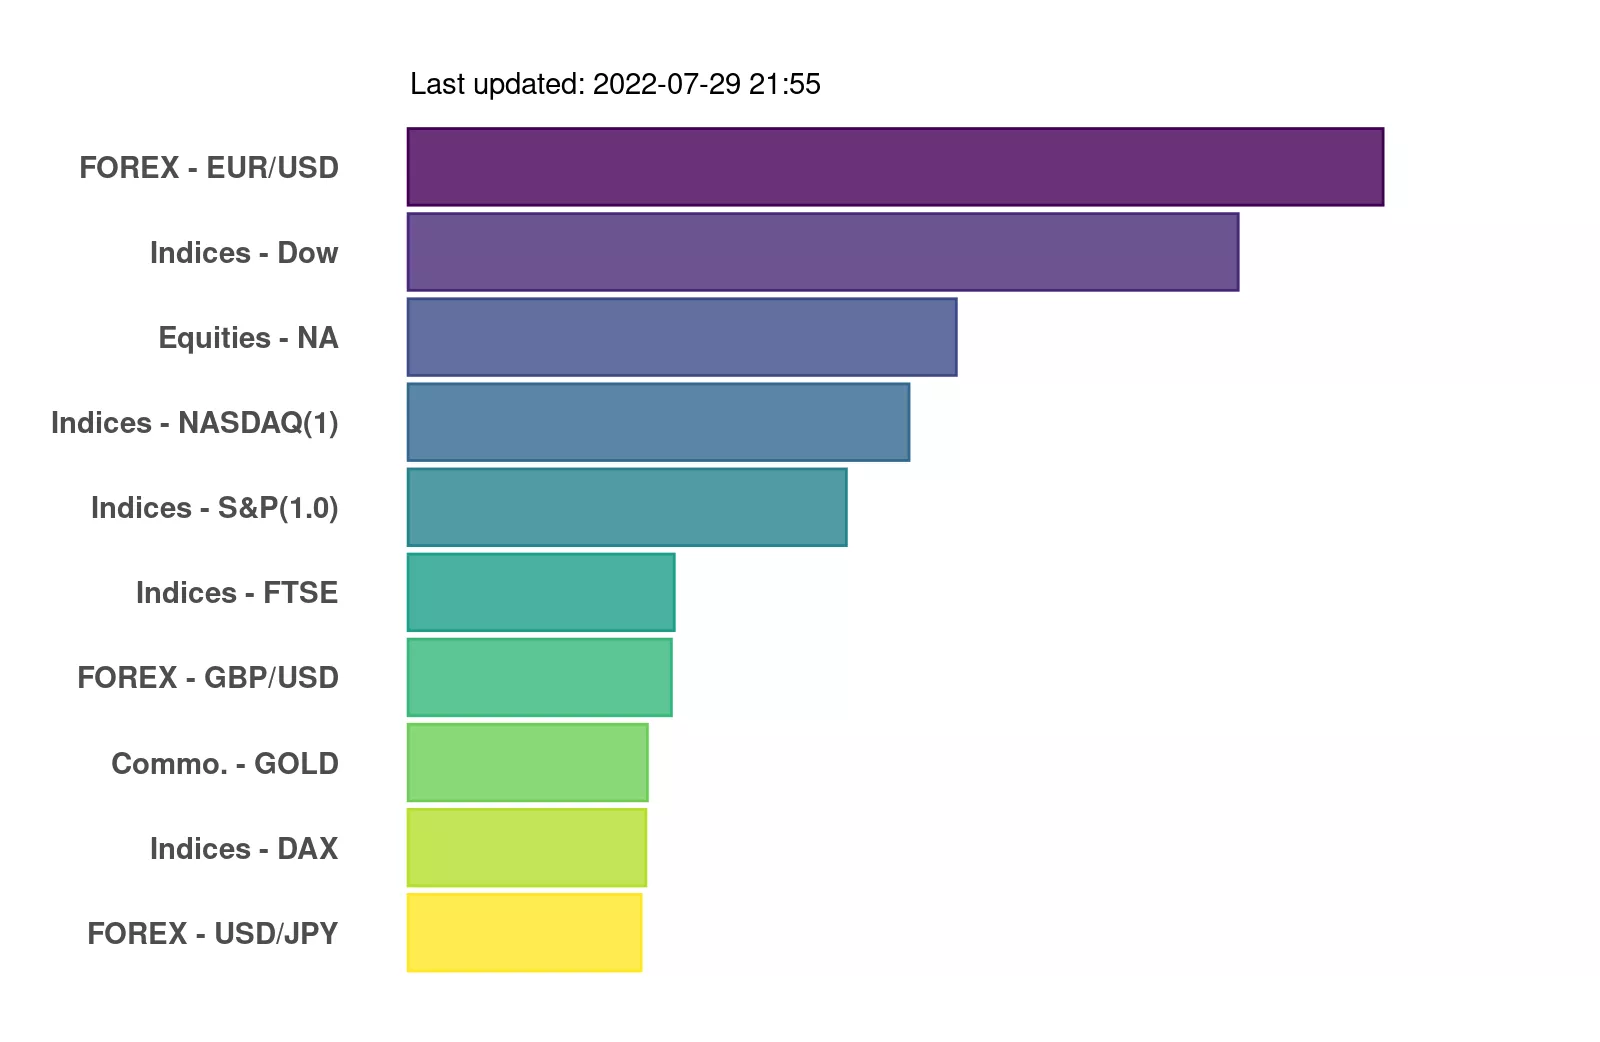 Last updated: 2022-07-29 21:55
FOREX - EUR/USD
Indices - Dow
Equities - NA
Indices - NASDAQ(1)
Indices - S&P(1.0)
Indices - FTSE
FOREX - GBP/USD
Commo. - GOLD
Indices - DAX
FOREX - USD/JPY